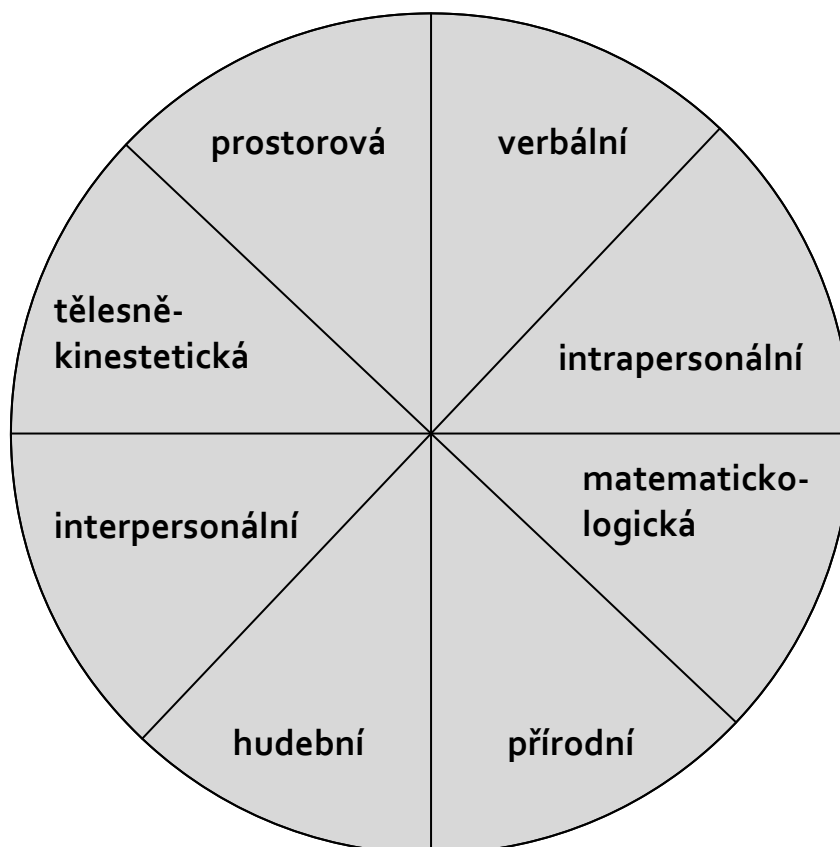 prostorová
verbální
tělesně-
kinestetická
intrapersonální
matematicko-
logická
interpersonální
hudební
přírodní